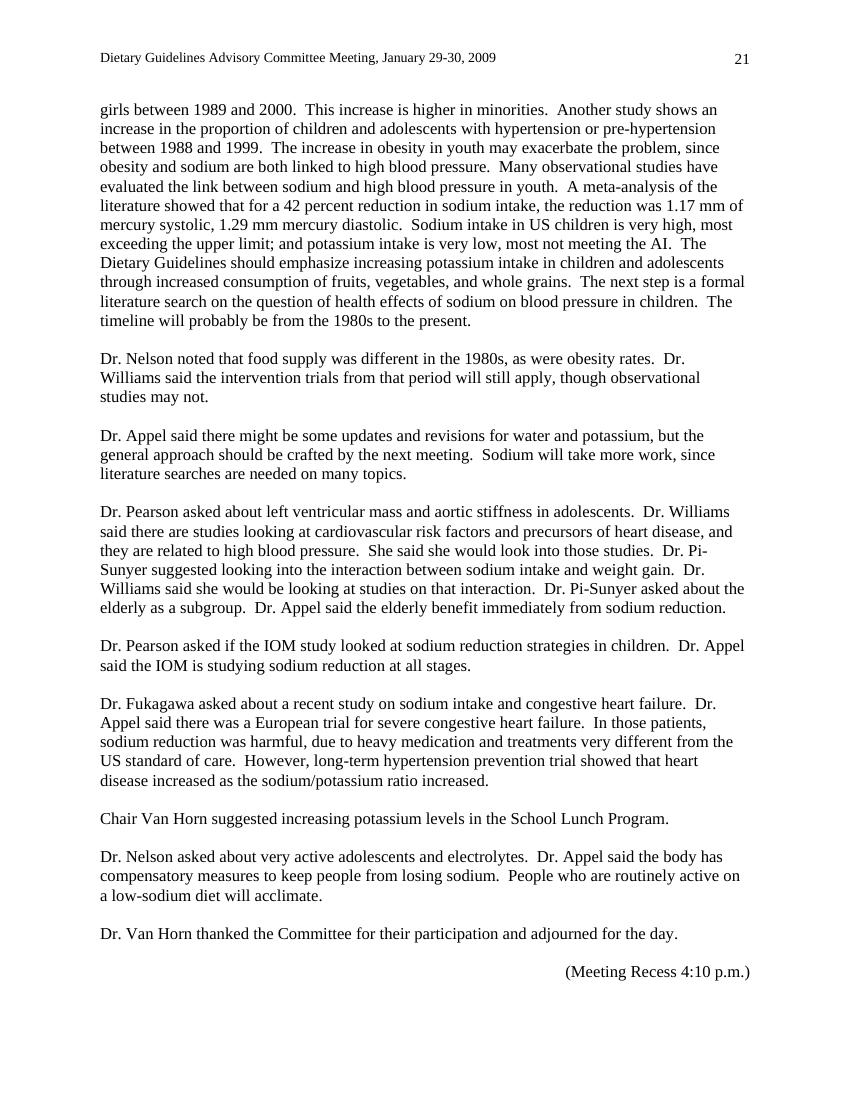 Dietary Guidelines Advisory Committee Meeting, January 29-30, 2009 21
girls between 1989 and 2000. This increase is higher in minorities. Another study shows an
increase in the proportion of children and adolescents with hypertension or pre-hypertension
between 1988 and 1999. The increase in obesity in youth may exacerbate the problem, since
obesity and sodium are both linked to high blood pressure. Many observational studies have
evaluated the link between sodium and high blood pressure in youth. A meta-analysis of the
literature showed that for a 42 percent reduction in sodium intake, the reduction was 1.17 mm of
mercury systolic, 1.29 mm mercury diastolic. Sodium intake in US children is very high, most
exceeding the upper limit; and potassium intake is very low, most not meeting the AI. The
Dietary Guidelines should emphasize increasing potassium intake in children and adolescents
through increased consumption of fruits, vegetables, and whole grains. The next step is a formal
literature search on the question of health effects of sodium on blood pressure in children. The
timeline will probably be from the 1980s to the present.
Dr. Nelson noted that food supply was different in the 1980s, as were obesity rates. Dr.
Williams said the intervention trials from that period will still apply, though observational
studies may not.
Dr. Appel said there might be some updates and revisions for water and potassium, but the
general approach should be crafted by the next meeting. Sodium will take more work, since
literature searches are needed on many topics.
Dr. Pearson asked about left ventricular mass and aortic stiffness in adolescents. Dr. Williams
said there are studies looking at cardiovascular risk factors and precursors of heart disease, and
they are related to high blood pressure. She said she would look into those studies. Dr. Pi-
Sunyer suggested looking into the interaction between sodium intake and weight gain. Dr.
Williams said she would be looking at studies on that interaction. Dr. Pi-Sunyer asked about the
elderly as a subgroup. Dr. Appel said the elderly benefit immediately from sodium reduction.
Dr. Pearson asked if the IOM study looked at sodium reduction strategies in children. Dr. Appel
said the IOM is studying sodium reduction at all stages.
Dr. Fukagawa asked about a recent study on sodium intake and congestive heart failure. Dr.
Appel said there was a European trial for severe congestive heart failure. In those patients,
sodium reduction was harmful, due to heavy medication and treatments very different from the
US standard of care. However, long-term hypertension prevention trial showed that heart
disease increased as the sodium/potassium ratio increased.
Chair Van Horn suggested increasing potassium levels in the School Lunch Program.
Dr. Nelson asked about very active adolescents and electrolytes. Dr. Appel said the body has
compensatory measures to keep people from losing sodium. People who are routinely active on
a low-sodium diet will acclimate.
Dr. Van Horn thanked the Committee for their participation and adjourned for the day.
(Meeting Recess 4:10 p.m.)